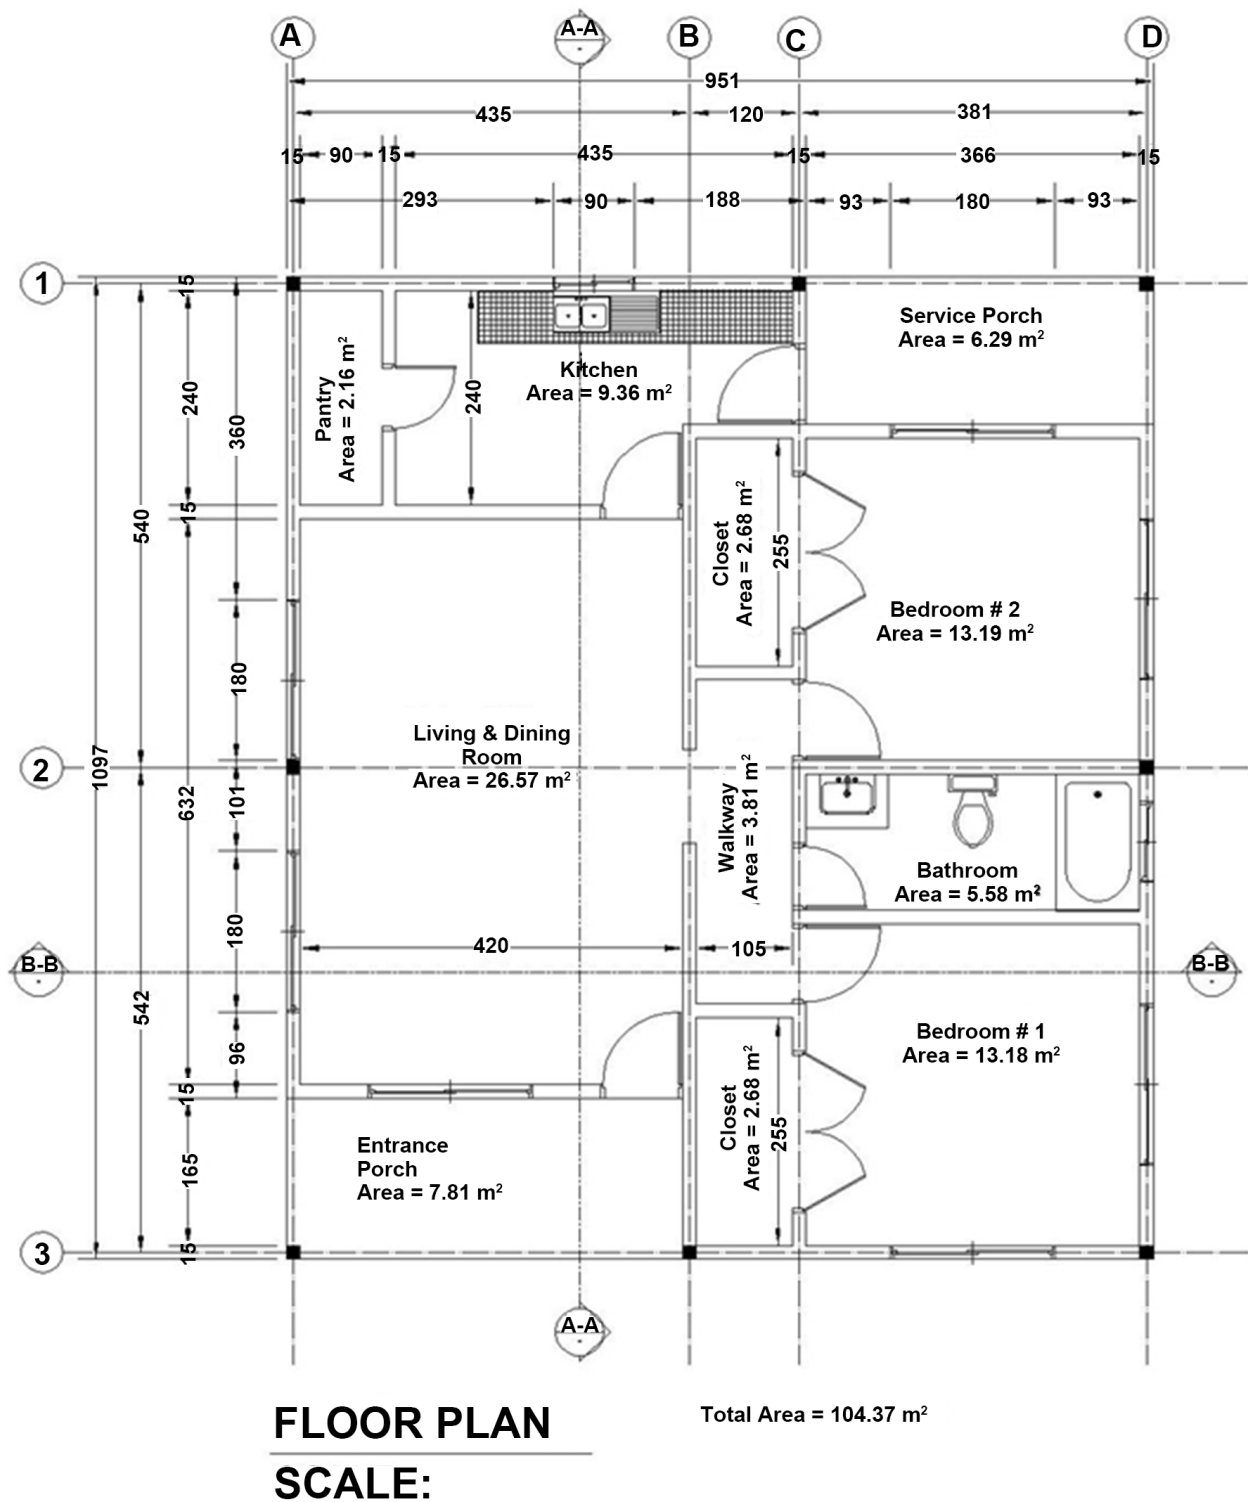 A
A-A
B
C
D
951
435
120
381
15
90
15
435
15
366
15
293
90
188
93
180
93
1
15
Service Porch
Area = 6.29 m²
Kitchen
Area = 9.36 m²
Pantry
Area = 2.16 m²
240
240
360
15
540
Closet
Area = 2.68 m²
255
Bedroom # 2
Area = 13.19 m²
180
Living & Dining
Room
Area = 26.57 m²
2
1097
632
101
Walkway
Area = 3.81 m²
Bathroom
Area = 5.58 m²
180
420
105
B-B
B-B
542
96
Bedroom # 1
Area = 13.18 m²
Closet
Area = 2.68 m²
255
15
Entrance
Porch
Area = 7.81 m²
165
3
15
A-A
FLOOR PLAN
Total Area = 104.37 m²
SCALE: